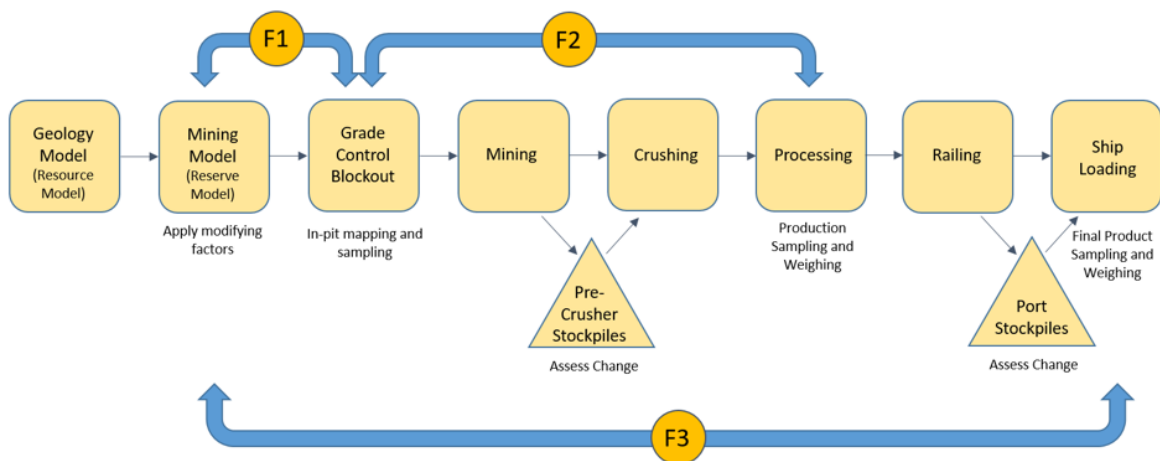 F1
F2
Geology
Model
(Resource
Model)
Mining
Model
(Reserve
Model)
Grade
Control
Blockout
Mining
Crushing
Processing
Railing
Ship
Loading
Apply modifying
factors
In-pit mapping and
sampling
Production
Sampling and
Weighing
Final Product
Sampling and
Weighing
Pre-
Crusher
Stockpiles
Port
Stockpiles
Assess Change
Assess Change
F3